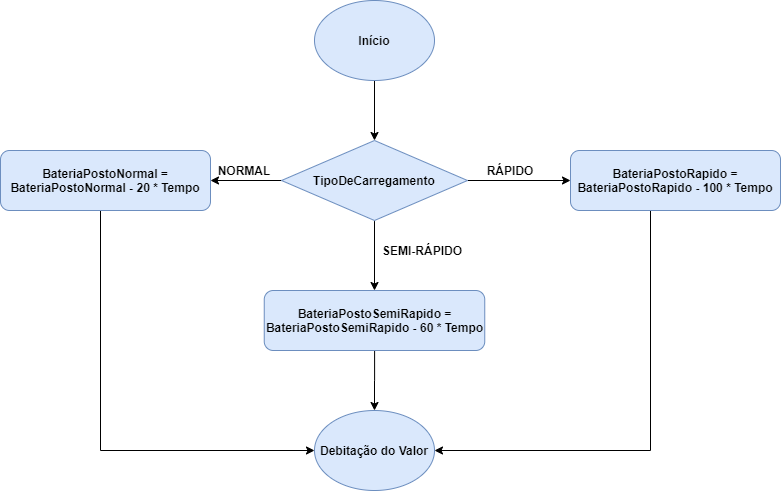 Início
NORMAL
RÁPIDO
BateriaPostoNormal =
BateriaPostoNormal - 20 * Tempo
TipoDeCarregamento
BateriaPostoRapido =
BateriaPostoRapido - 100 * Tempo
SEMI-RÁPIDO
BateriaPostoSemiRapido =
BateriaPostoSemiRapido - 60 * Tempo
Debitação do Valor